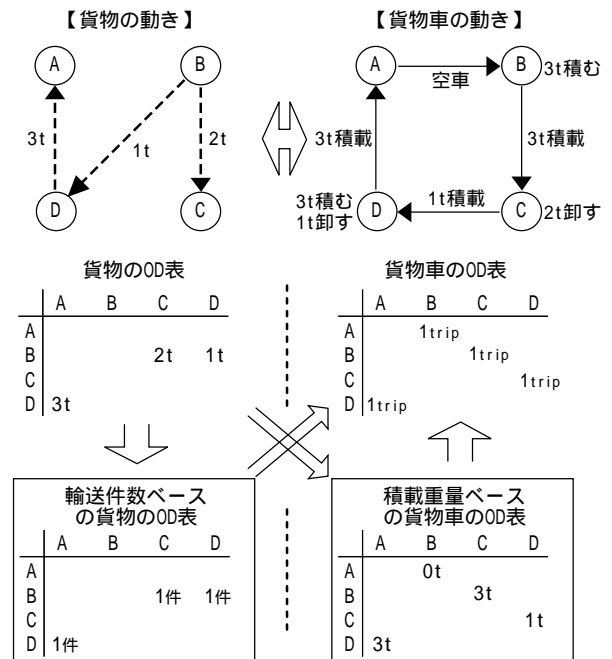 【貨物の動き】
A
B
3t
1t
2t
D
C
【貨物車の動き】
A
空車
B
3t積む
3t積載
3t積載
3t積む
1t卸す
D
1t積載
C
2t卸す
貨物のOD表
A B C D
A
B 2t 1t
C
D 3t
貨物車のOD表
A B C D
A 1trip
B 1trip
C 1trip
D 1trip
輸送件数ベース
の貨物のOD表
A B C D
A
B 1件 1件
C
D 1件
積載重量ベース
の貨物車のOD表
A B C D
A 0t
B 3t
C 1t
D 3t